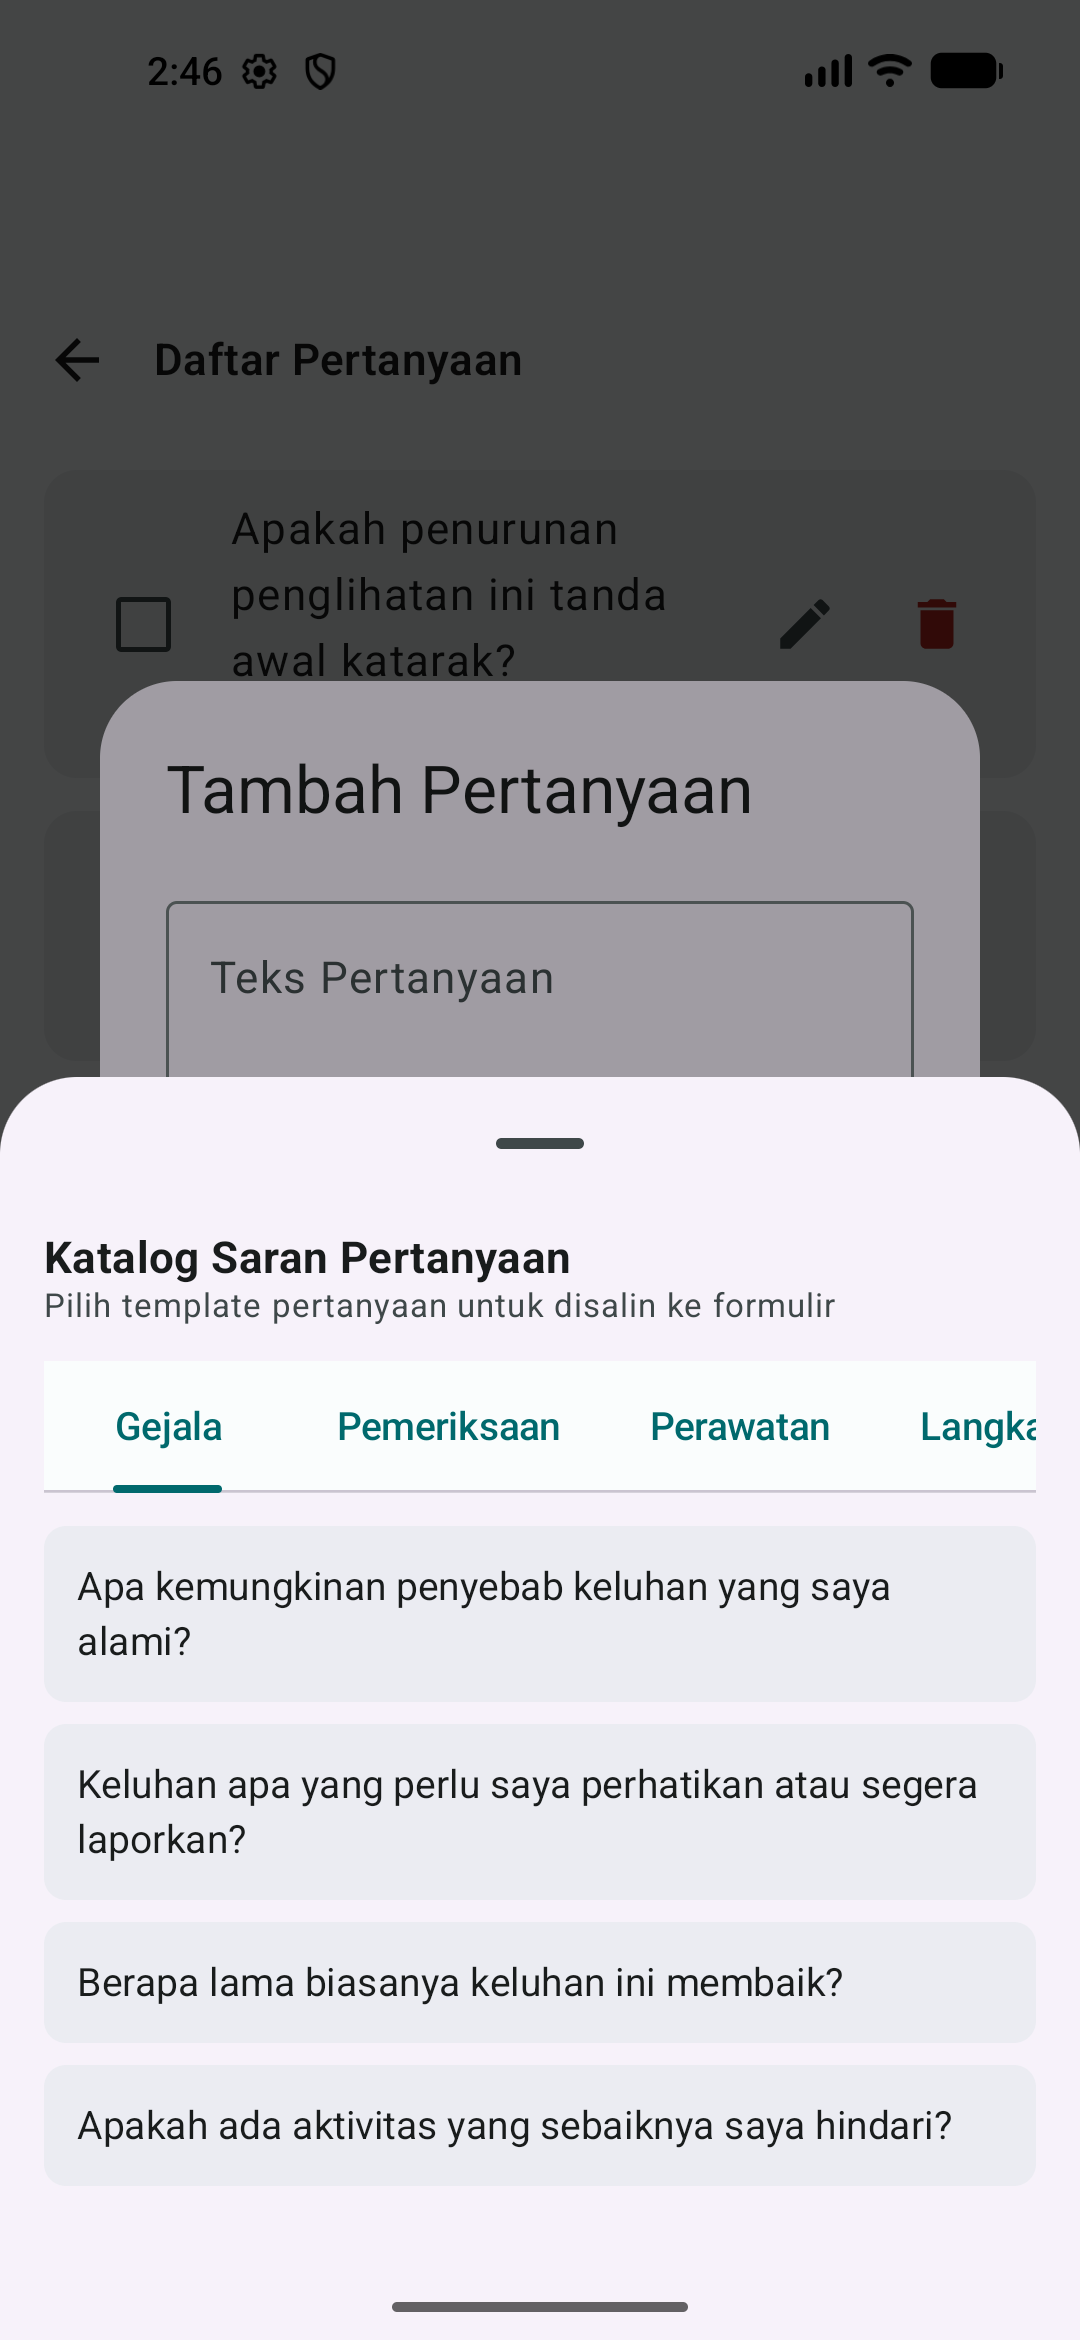 2:46
Daftar Pertanyaan
Apakah penurunan
penglihatan ini tanda
awal katarak?
Tambah Pertanyaan
Teks Pertanyaan
Katalog Saran Pertanyaan
Pilih template pertanyaan untuk disalin ke formulir
Gejala Pemeriksaan Perawatan Langka
Apa kemungkinan penyebab keluhan yang saya
alami?
Keluhan apa yang perlu saya perhatikan atau segera
laporkan?
Berapa lama biasanya keluhan ini membaik?
Apakah ada aktivitas yang sebaiknya saya hindari?